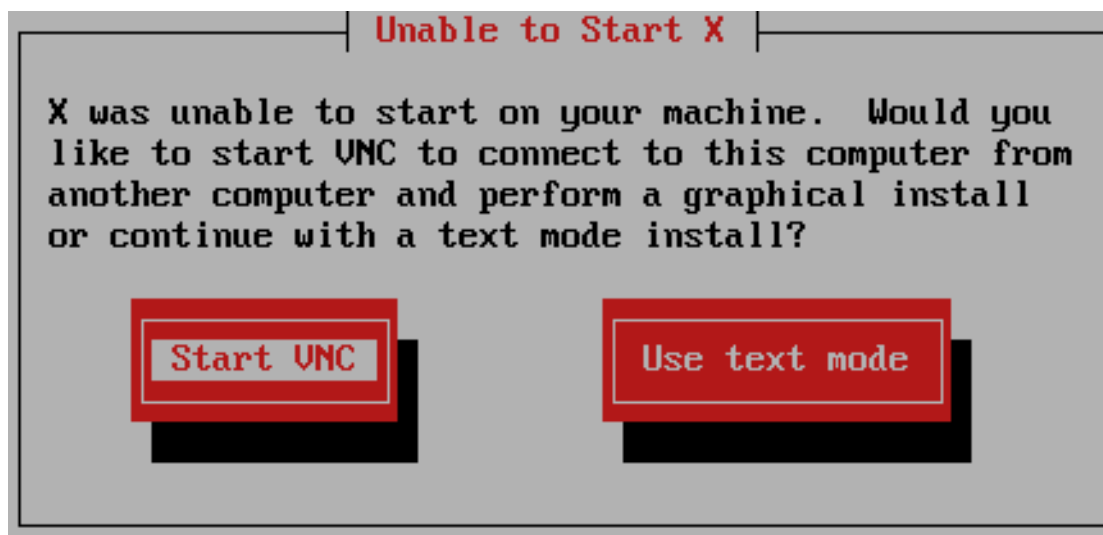 Unable to Start X
X was unable to start on your machine.  Would you
like to start VNC to connect to this computer from
another computer and perform a graphical install
or continue with a text mode install?
Start VNC
Use text mode